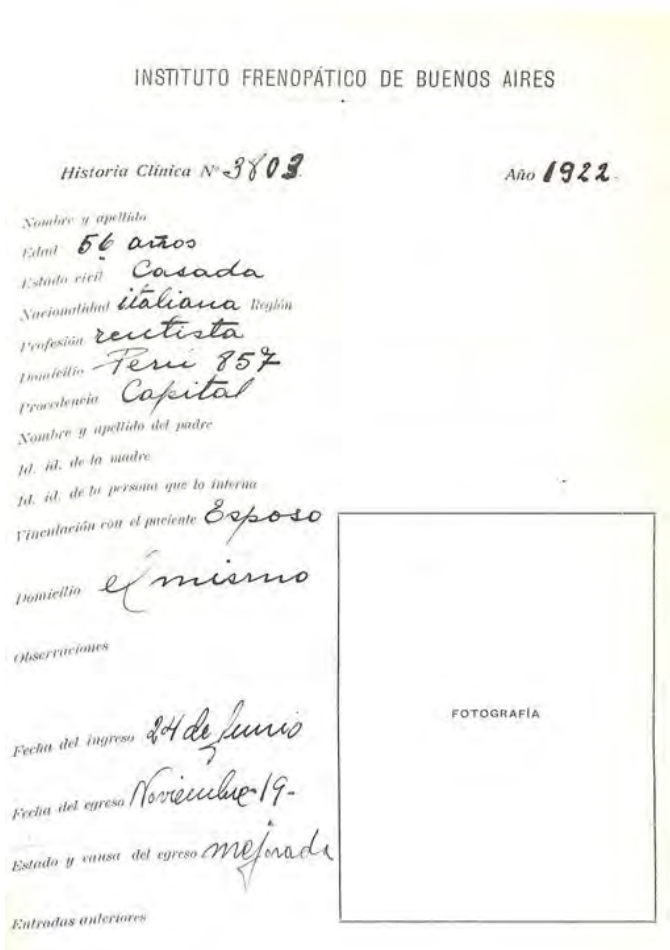 INSTITUTO FRENOPÁTICO DE BUENOS AIRES
Historia Clínica Nº 3803. Año 1922.
Nombre y apellido
Edad 56 años
Estado civil Casada
Nacionalidad italiana Región
Profesión rentista
Domicilio Perú 857
Procedencia Capital
Nombre y apellido del padre
Id. id. de la madre
Id. id. de la persona que lo interna
Vinculación con el paciente Esposo
Domicilio el mismo
Observaciones
FOTOGRAFÍA
Fecha del ingreso 24 de Junio
Fecha del egreso Noviembre 19-
Estado y causa del egreso mejorada
Entradas anteriores